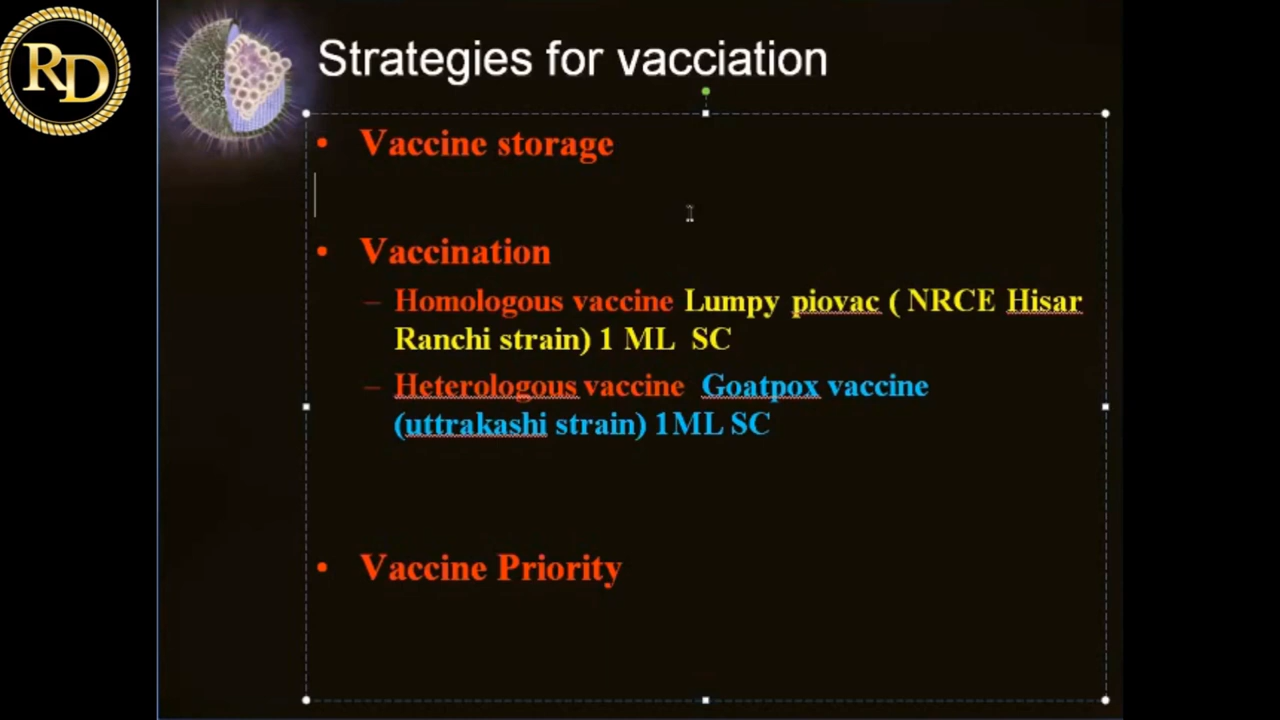 RD
Strategies for vacciation
• Vaccine storage
• Vaccination
– Homologous vaccine Lumpy piovac ( NRCE Hisar
Ranchi strain) 1 ML SC
– Heterologous vaccine Goatpox vaccine
(uttrakashi strain) 1ML SC
• Vaccine Priority